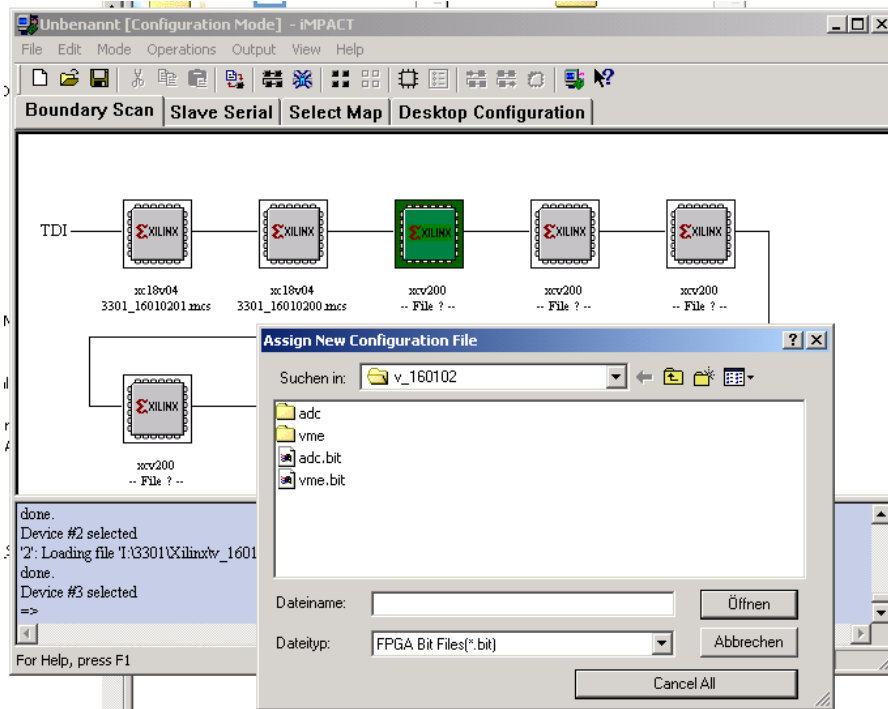 Unbenannt [Configuration Mode] - iMPACT
File Edit Mode Operations Output View Help
Boundary Scan Slave Serial Select Map Desktop Configuration
TDI
XILINX XILINX XILINX XILINX XILINX
xc18v04 xc18v04 xcv200 xcv200 xcv200
3301_16010201.mcs 3301_16010200.mcs -- File ? -- -- File ? -- -- File ? --
XILINX
xcv200
-- File ? --
Assign New Configuration File
Suchen in: v_160102
adc
vme
adc.bit
vme.bit
Dateiname: Öffnen
Dateityp: FPGA Bit Files(*.bit) Abbrechen
Cancel All
done.
Device #2 selected
'2': Loading file 'I:\3301\Xilinx\v_1601
done.
Device #3 selected
=>
For Help, press F1